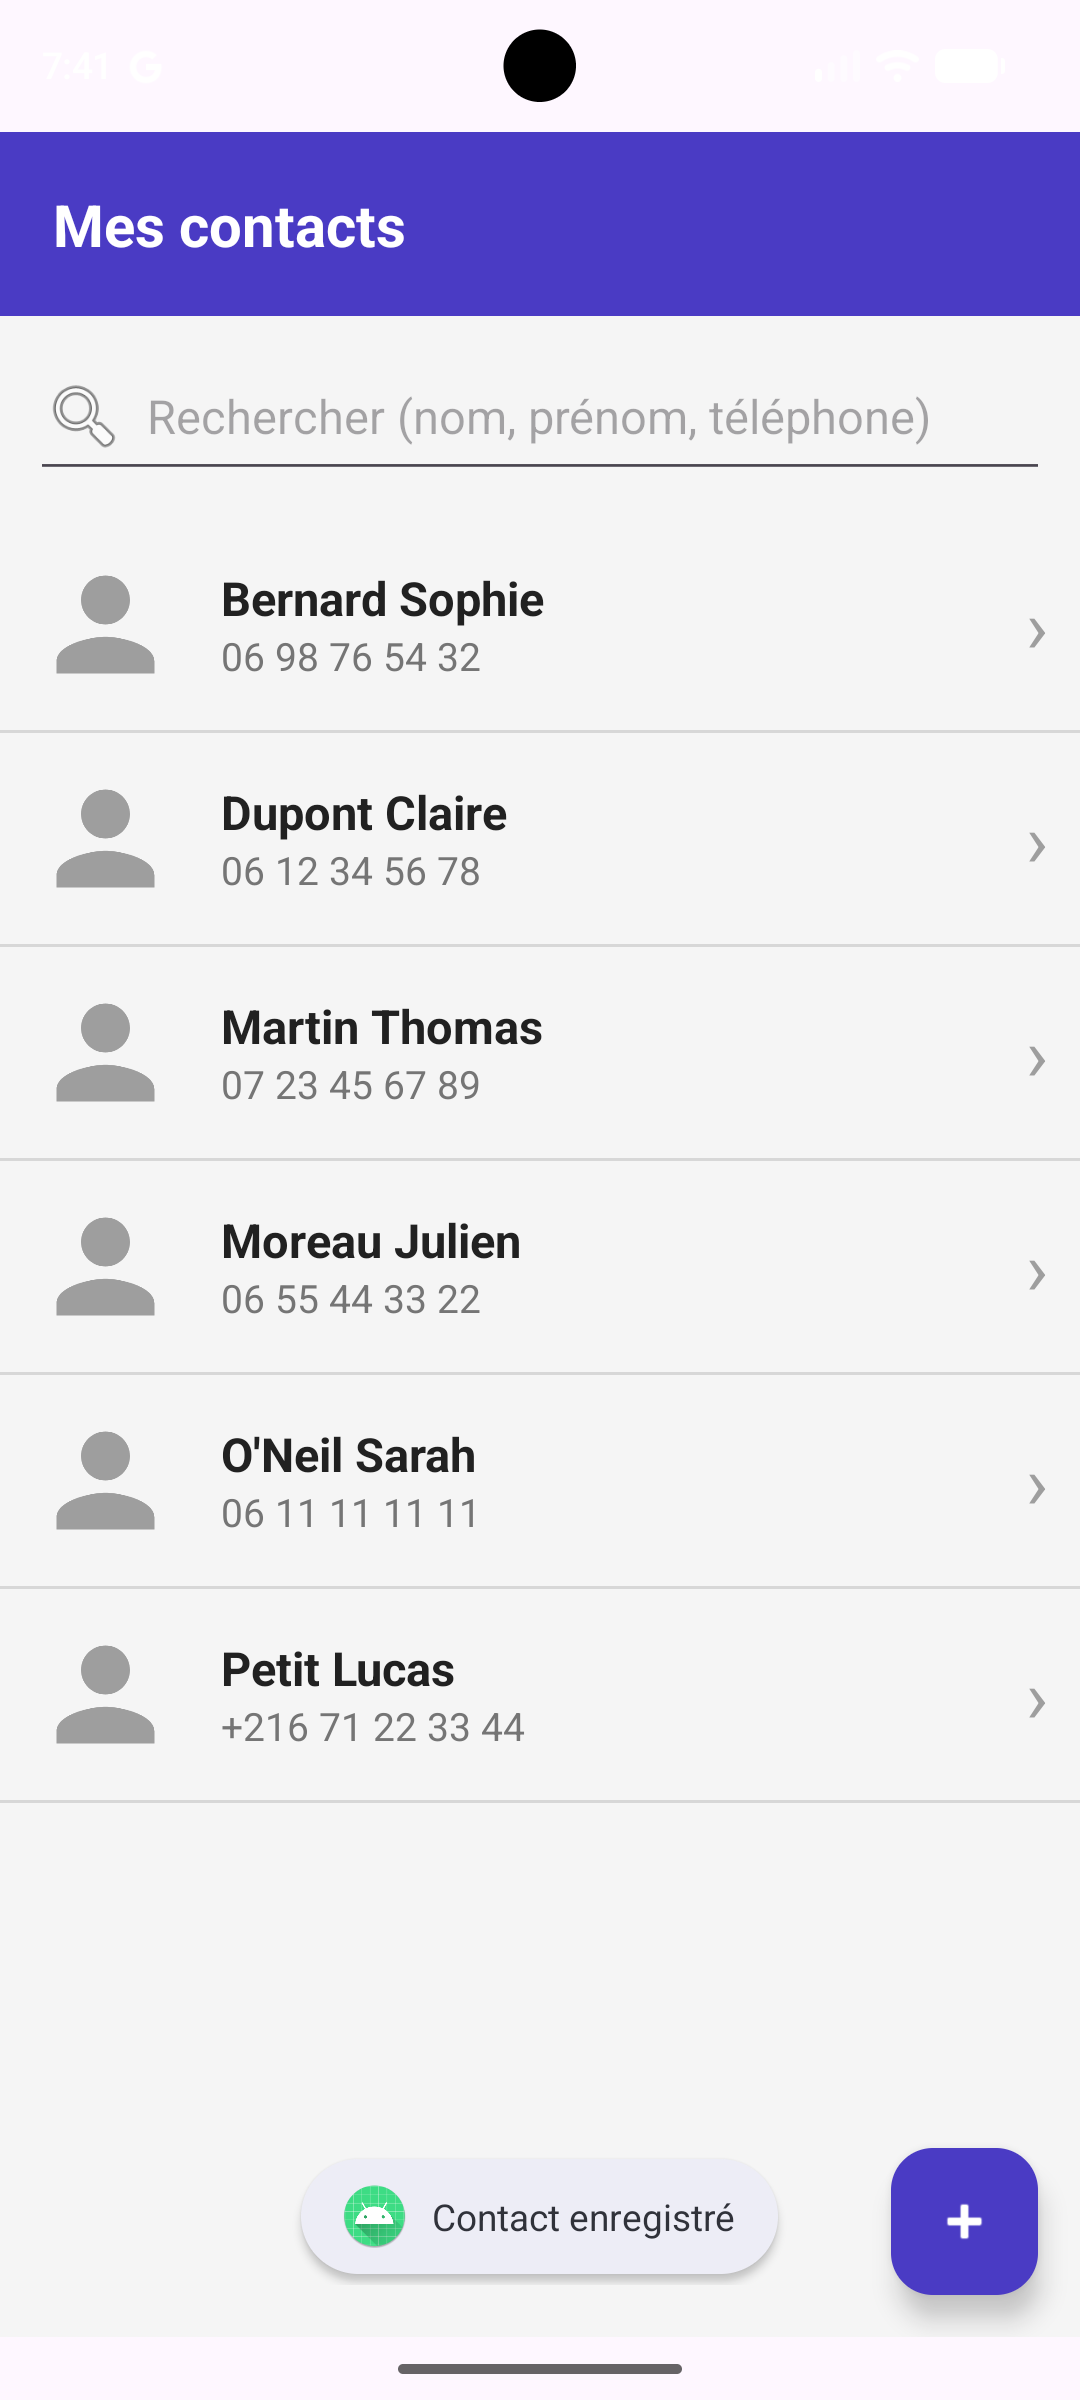 7:41 G
Mes contacts
Rechercher (nom, prénom, téléphone)
Bernard Sophie
06 98 76 54 32
Dupont Claire
06 12 34 56 78
Martin Thomas
07 23 45 67 89
Moreau Julien
06 55 44 33 22
O'Neil Sarah
06 11 11 11 11
Petit Lucas
+216 71 22 33 44
Contact enregistré